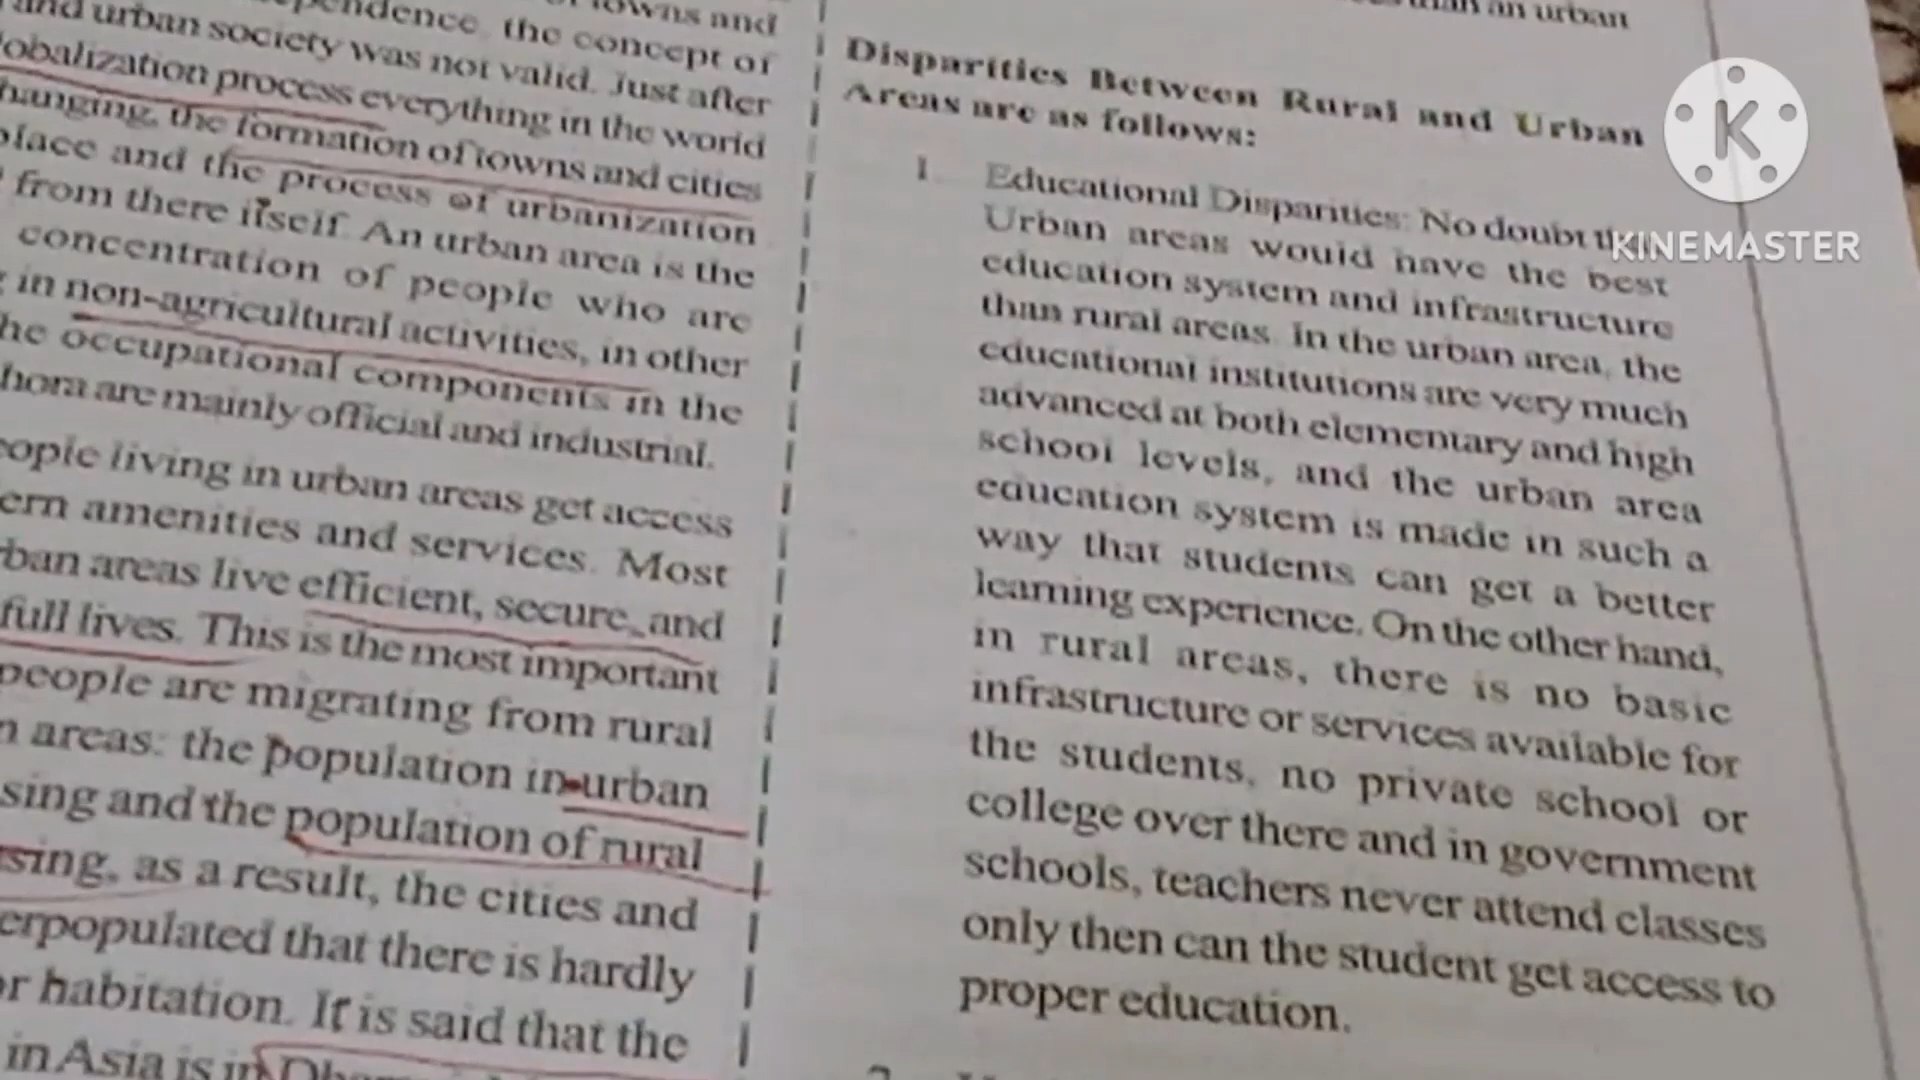 towns and
the concept of
and urban society was not valid. Just after
globalization process everything in the world
changing, the formation of towns and cities
place and the process of urbanization
from there itself. An urban area is the
concentration of people who are
in non-agricultural activities, in other
the occupational components in the
are mainly official and industrial.
people living in urban areas get access
amenities and services. Most
urban areas live efficient, secure, and
full lives. This is the most important
people are migrating from rural
areas: the population in urban
and the population of rural
as a result, the cities and
that there is hardly
habitation. It is said that the
in Asia is in
an urban
Disparities Between Rural and Urban
Areas are as follows:
1. Educational Disparities: No doubt
Urban areas would have the best
education system and infrastructure
than rural areas. In the urban area, the
educational institutions are very much
advanced at both elementary and high
school levels, and the urban area
education system is made in such a
way that students can get a better
learning experience. On the other hand,
in rural areas, there is no basic
infrastructure or services available for
the students, no private school or
college over there and in government
schools, teachers never attend classes
only then can the student get access to
proper education.
K
KINEMASTER